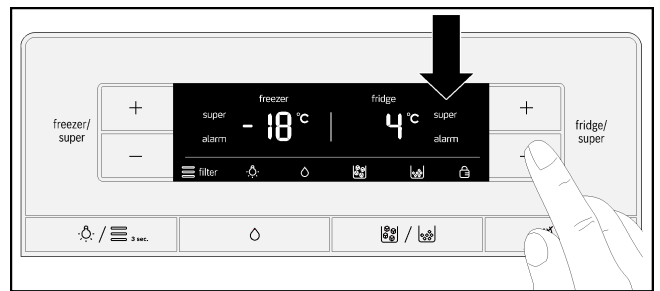 freezer fridge
super - 18 °C 4 °C super
alarm alarm
filter
freezer/
super
+
−
+
fridge/
super
/ 3 sec.
/